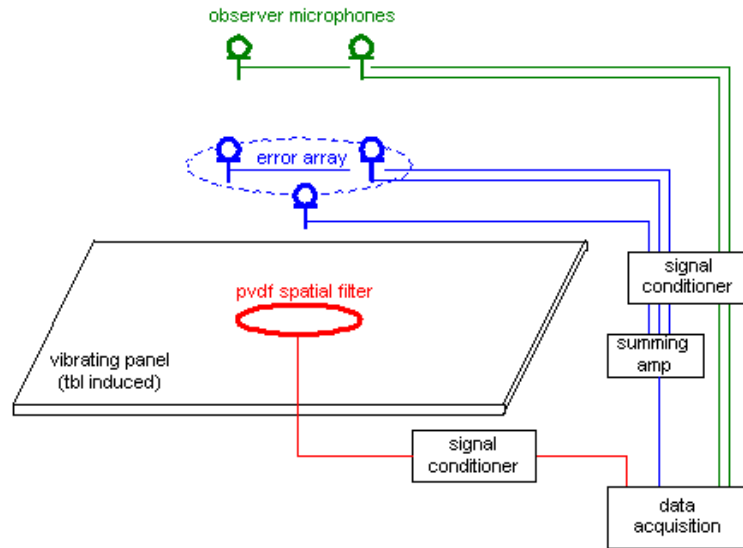 observer microphones
error array
pvdf spatial filter
signal
conditioner
summing
amp
vibrating panel
(tbl induced)
signal
conditioner
data
acquisition